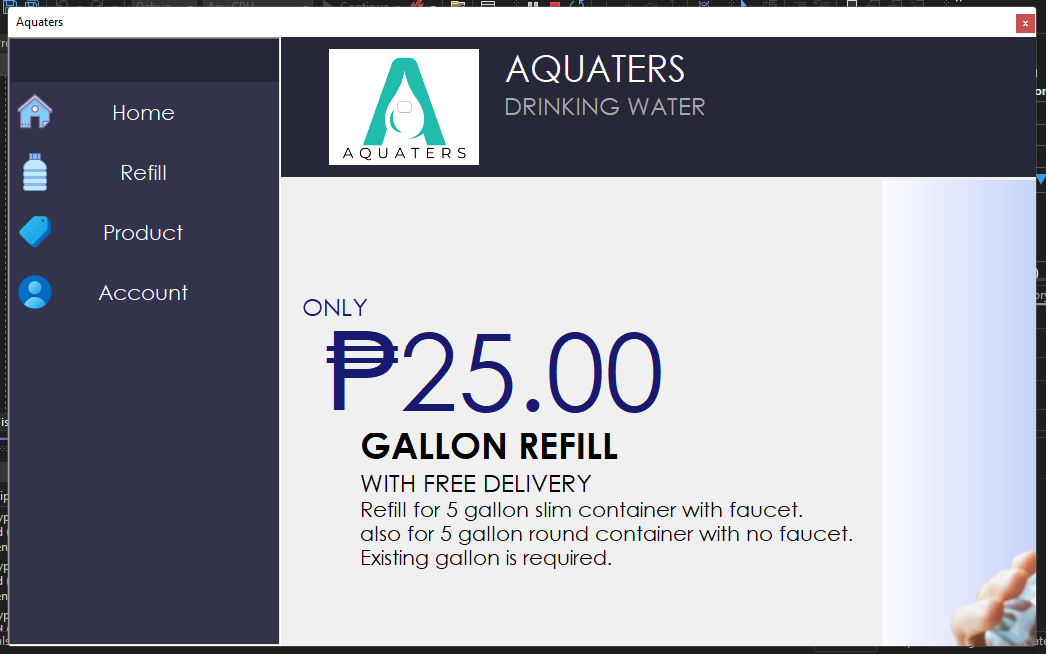 Aquaters
Home
Refill
Product
Account
AQUATERS
AQUATERS
DRINKING WATER
ONLY
₱25.00
GALLON REFILL
WITH FREE DELIVERY
Refill for 5 gallon slim container with faucet.
also for 5 gallon round container with no faucet.
Existing gallon is required.